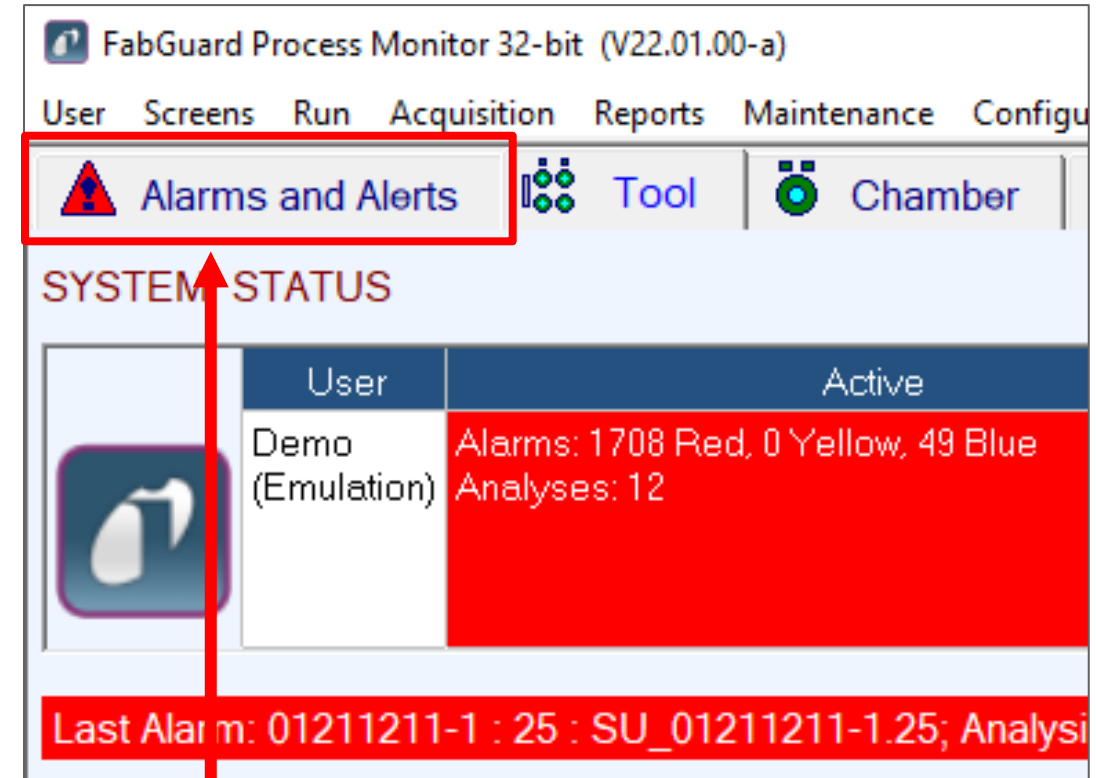 FabGuard Process Monitor 32-bit (V22.01.00-a)
User Screens Run Acquisition Reports Maintenance Configu
Alarms and Alerts Tool Chamber
SYSTEM STATUS
User Active
Demo Alarms: 1708 Red, 0 Yellow, 49 Blue
(Emulation) Analyses: 12
Last Alarm: 01211211-1 : 25 : SU_01211211-1.25; Analysi